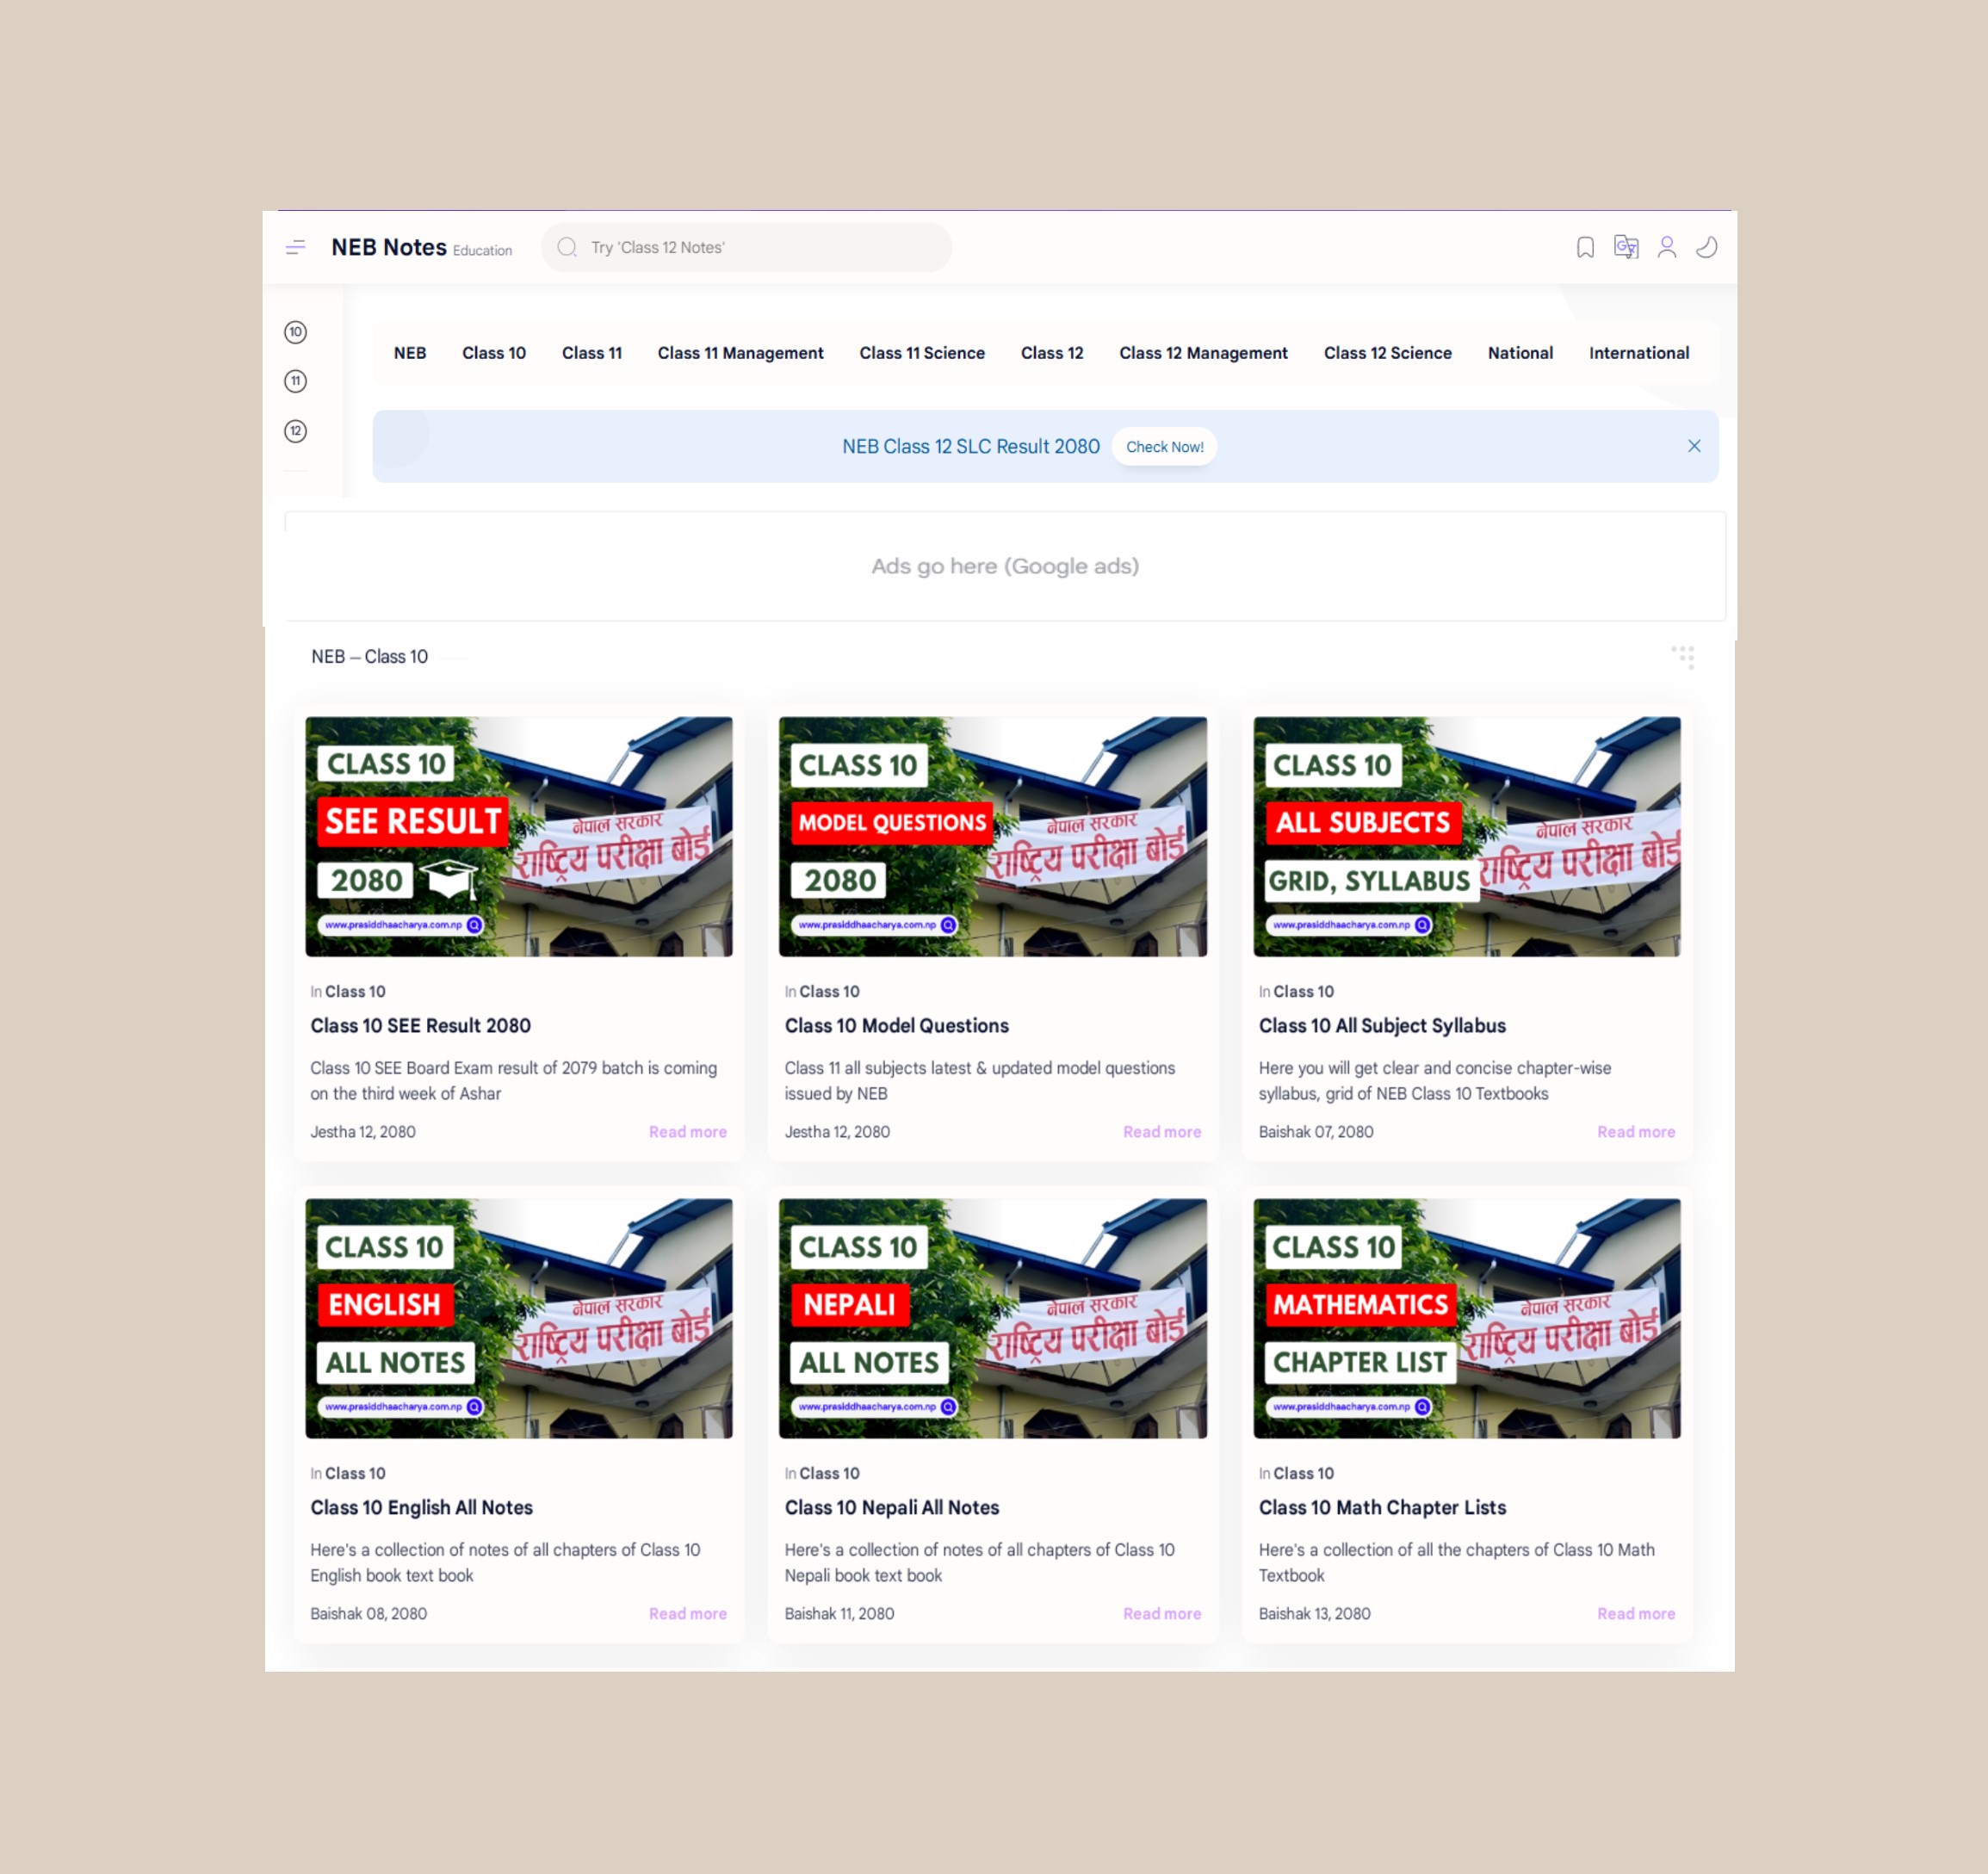 NEB Notes Education
Try 'Class 12 Notes'
10
11
12
NEB Class 10 Class 11 Class 11 Management Class 11 Science Class 12 Class 12 Management Class 12 Science National International
NEB Class 12 SLC Result 2080 Check Now!
Ads go here (Google ads)
NEB – Class 10
CLASS 10
SEE RESULT
2080
www.prasiddhaacharya.com.np
नेपाल सरकार
राष्ट्रिय परीक्षा बोर्ड
In Class 10
Class 10 SEE Result 2080
Class 10 SEE Board Exam result of 2079 batch is coming
on the third week of Ashar
Jestha 12, 2080 Read more
CLASS 10
MODEL QUESTIONS
2080
www.prasiddhaacharya.com.np
नेपाल सरकार
राष्ट्रिय परीक्षा बोर्ड
In Class 10
Class 10 Model Questions
Class 11 all subjects latest & updated model questions
issued by NEB
Jestha 12, 2080 Read more
CLASS 10
ALL SUBJECTS
GRID, SYLLABUS
www.prasiddhaacharya.com.np
नेपाल सरकार
राष्ट्रिय परीक्षा बोर्ड
In Class 10
Class 10 All Subject Syllabus
Here you will get clear and concise chapter-wise
syllabus, grid of NEB Class 10 Textbooks
Baishak 07, 2080 Read more
CLASS 10
ENGLISH
ALL NOTES
www.prasiddhaacharya.com.np
नेपाल सरकार
राष्ट्रिय परीक्षा बोर्ड
In Class 10
Class 10 English All Notes
Here's a collection of notes of all chapters of Class 10
English book text book
Baishak 08, 2080 Read more
CLASS 10
NEPALI
ALL NOTES
www.prasiddhaacharya.com.np
नेपाल सरकार
राष्ट्रिय परीक्षा बोर्ड
In Class 10
Class 10 Nepali All Notes
Here's a collection of notes of all chapters of Class 10
Nepali book text book
Baishak 11, 2080 Read more
CLASS 10
MATHEMATICS
CHAPTER LIST
www.prasiddhaacharya.com.np
नेपाल सरकार
राष्ट्रिय परीक्षा बोर्ड
In Class 10
Class 10 Math Chapter Lists
Here's a collection of all the chapters of Class 10 Math
Textbook
Baishak 13, 2080 Read more